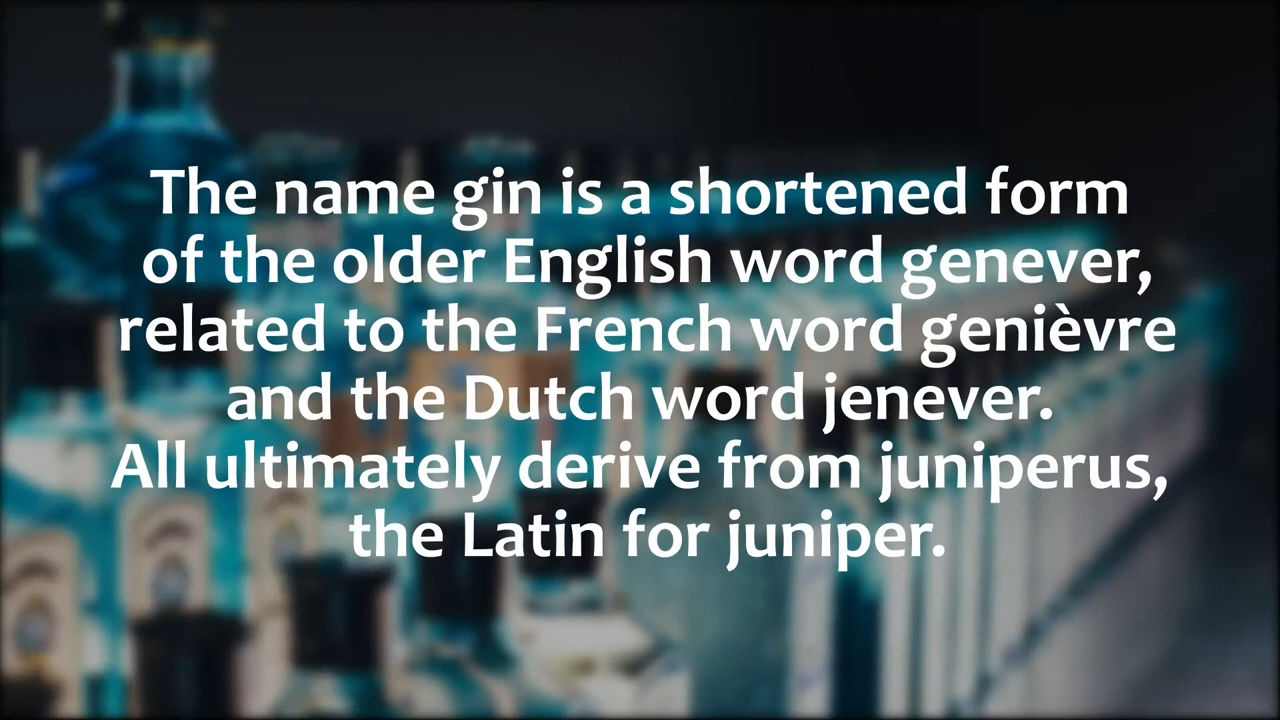 The name gin is a shortened form
of the older English word genever,
related to the French word genièvre
and the Dutch word jenever.
All ultimately derive from juniperus,
the Latin for juniper.